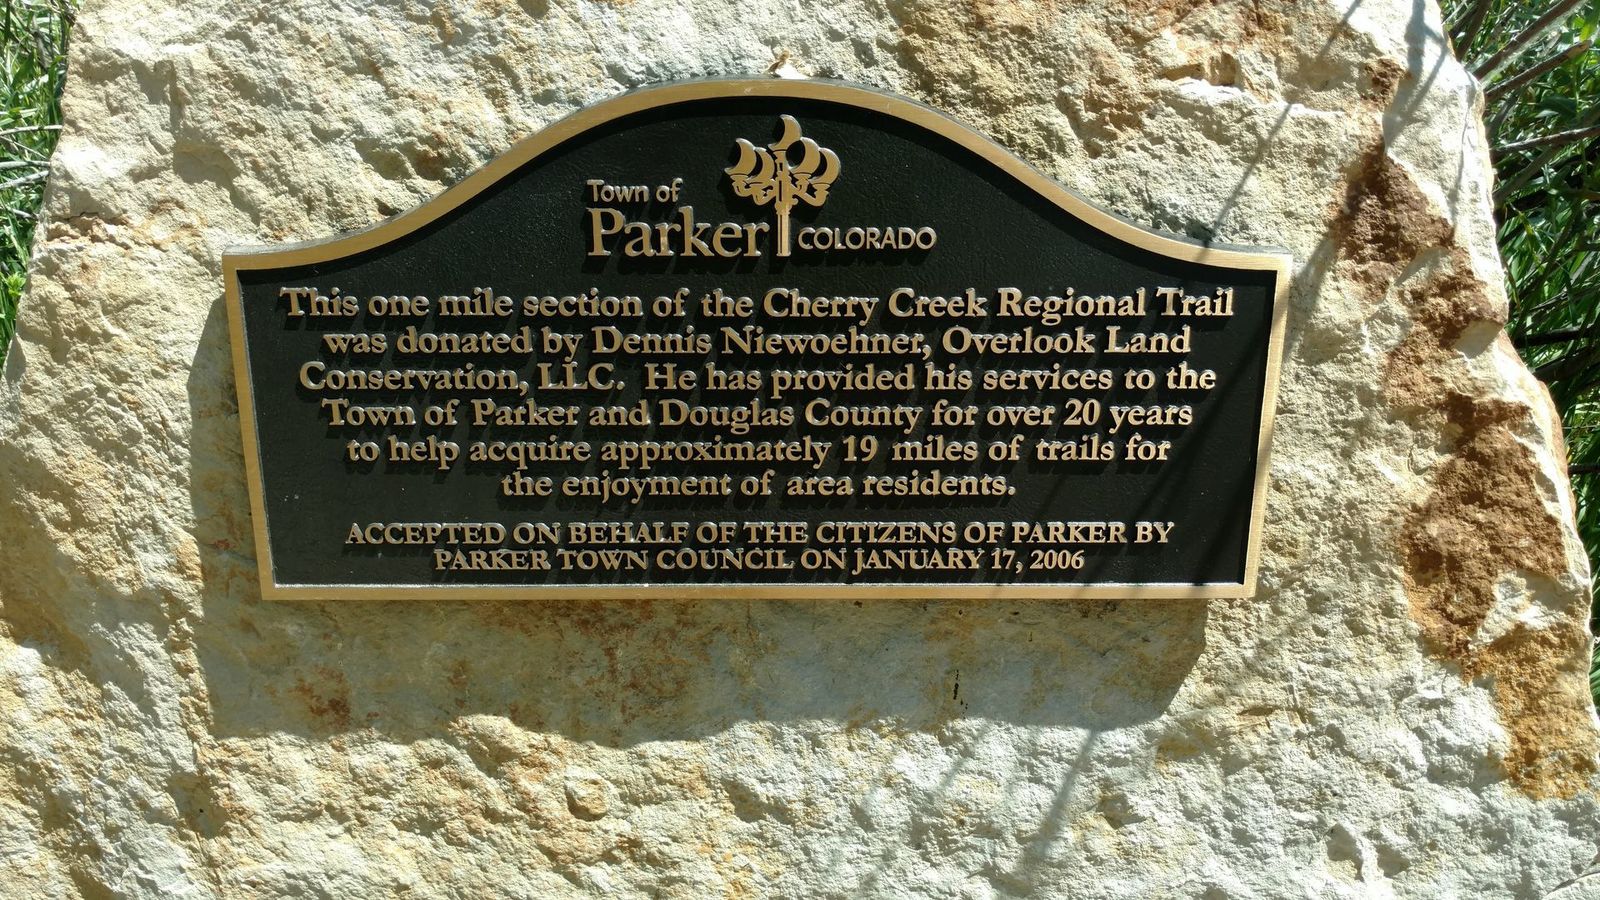 Town of
Parker COLORADO
This one mile section of the Cherry Creek Regional Trail
was donated by Dennis Niewoehner, Overlook Land
Conservation, LLC. He has provided his services to the
Town of Parker and Douglas County for over 20 years
to help acquire approximately 19 miles of trails for
the enjoyment of area residents.
ACCEPTED ON BEHALF OF THE CITIZENS OF PARKER BY
PARKER TOWN COUNCIL ON JANUARY 17, 2006